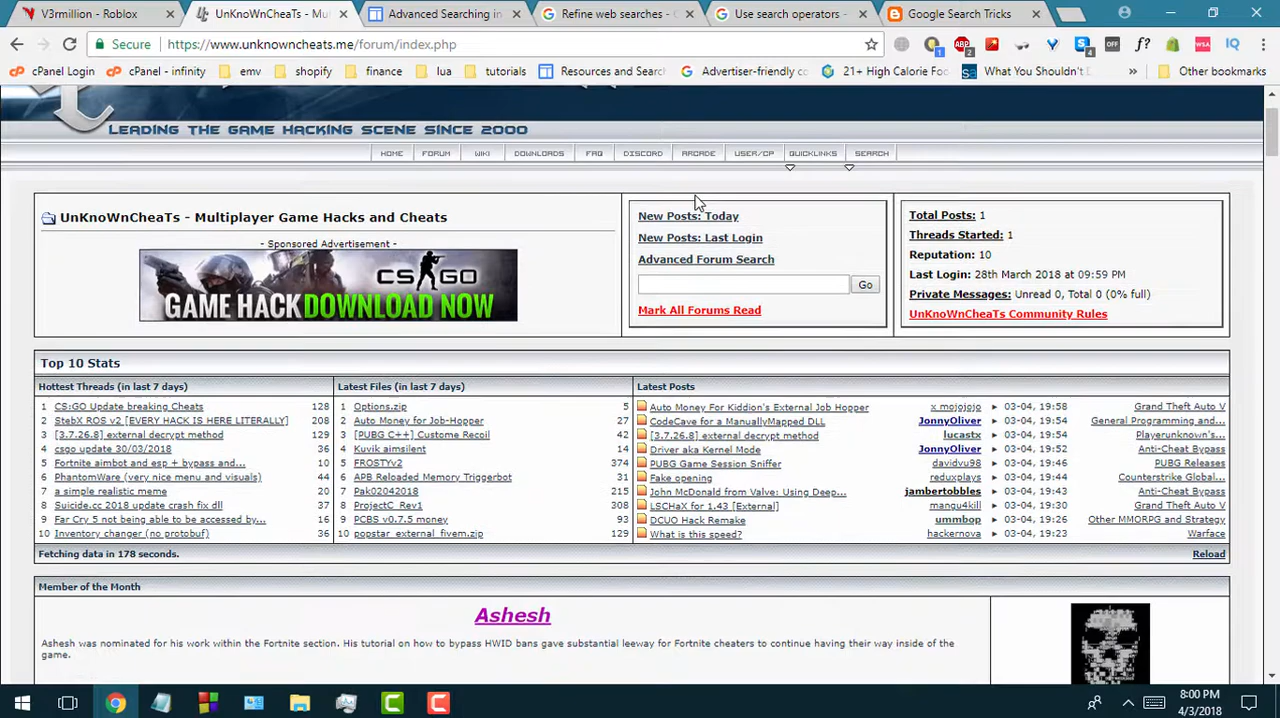 V3rmillion - Roblox
UnKnoWnCheaTs - Mu
Advanced Searching in
Refine web searches - G
Use search operators -
Google Search Tricks
Secure
https://www.unknowncheats.me/forum/index.php
cPanel Login
cPanel - infinity
emv
shopify
finance
lua
tutorials
Resources and Searc
Advertiser-friendly co
21+ High Calorie Foo
What You Shouldn't D
Other bookmarks
LEADING THE GAME HACKING SCENE SINCE 2000
HOME FORUM WIKI DOWNLOADS FAQ DISCORD ARCADE USER/CP QUICKLINKS SEARCH
UnKnoWnCheaTs - Multiplayer Game Hacks and Cheats
- Sponsored Advertisement -
CS GO
GAME HACK DOWNLOAD NOW
New Posts: Today
New Posts: Last Login
Advanced Forum Search
Go
Mark All Forums Read
Total Posts: 1
Threads Started: 1
Reputation: 10
Last Login: 28th March 2018 at 09:59 PM
Private Messages: Unread 0, Total 0 (0% full)
UnKnoWnCheaTs Community Rules
Top 10 Stats
Hottest Threads (in last 7 days)
1 CS:GO Update breaking Cheats 128
2 StebX ROS v2 [EVERY HACK IS HERE LITERALLY] 208
3 [3.7.26.8] external decrypt method 129
4 csgo update 30/03/2018 36
5 Fortnite aimbot and esp + bypass and... 10
6 PhantomWare (very nice menu and visuals) 44
7 a simple realistic meme 20
8 Suicide.cc 2018 update crash fix dll 39
9 Far Cry 5 not being able to be accessed by... 16
10 Inventory changer (no protobuf) 36
Latest Files (in last 7 days)
1 Options.zip 5
2 Auto Money for Job-Hopper 27
3 [PUBG C++] Custome Recoil 42
4 Kuvik aimsilent 14
5 FROSTYv2 374
6 APB Reloaded Memory Triggerbot 31
7 Pak02042018 215
8 ProjectC_Rev1 308
9 PCBS v0.7.5 money 93
10 popstar_external_fivem.zip 129
Latest Posts
Auto Money For Kiddion's External Job Hopper x mojojojo ► 03-04, 19:58 Grand Theft Auto V
CodeCave for a ManuallyMapped DLL JonnyOliver ► 03-04, 19:54 General Programming and...
[3.7.26.8] external decrypt method lucastx ► 03-04, 19:54 Playerunknown's...
Driver aka Kernel Mode JonnyOliver ► 03-04, 19:49 Anti-Cheat Bypass
PUBG Game Session Sniffer davidvu98 ► 03-04, 19:46 PUBG Releases
Fake opening reduxplays ► 03-04, 19:44 Counterstrike Global...
John McDonald from Valve: Using Deep... jambertobbles ► 03-04, 19:43 Anti-Cheat Bypass
LSCHaX for 1.43 [External] mangu4kill ► 03-04, 19:30 Grand Theft Auto V
DCUO Hack Remake ummbop ► 03-04, 19:26 Other MMORPG and Strategy
What is this speed? hackernova ► 03-04, 19:23 Warface
Fetching data in 178 seconds.
Reload
Member of the Month
Ashesh
Ashesh was nominated for his work within the Fortnite section. His tutorial on how to bypass HWID bans gave substantial leeway for Fortnite cheaters to continue having their way inside of the
game.
8:00 PM
4/3/2018